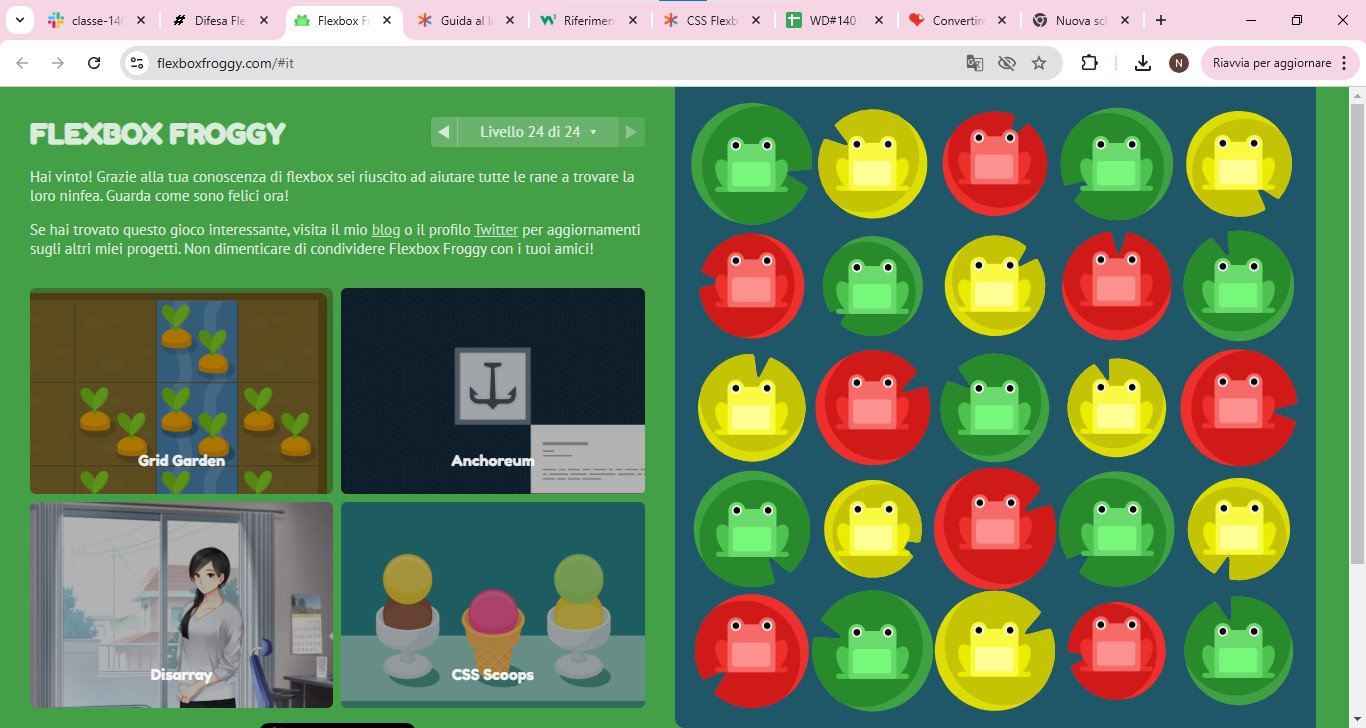 classe-140
Difesa Fle
Flexbox F
Guida al l
Riferimen
CSS Flexb
WD#140
Convertire
Nuova sch
flexboxfroggy.com/#it
N
Riavvia per aggiornare
FLEXBOX FROGGY
Livello 24 di 24
Hai vinto! Grazie alla tua conoscenza di flexbox sei riuscito ad aiutare tutte le rane a trovare la
loro ninfea. Guarda come sono felici ora!
Se hai trovato questo gioco interessante, visita il mio blog o il profilo Twitter per aggiornamenti
sugli altri miei progetti. Non dimenticare di condividere Flexbox Froggy con i tuoi amici!
Grid Garden
Anchoreum
Disarray
CSS Scoops